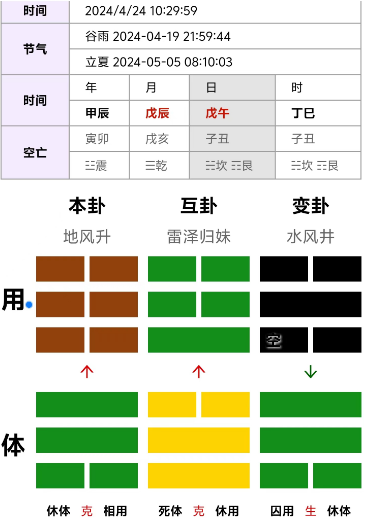 时间 2024/4/24 10:29:59
节气 谷雨 2024-04-19 21:59:44
立夏 2024-05-05 08:10:03
时间 年 月 日 时
甲辰 戊辰 戊午 丁巳
空亡 寅卯 戌亥 子丑 子丑
☳震 ☰乾 ☵坎 ☶艮 ☵坎 ☶艮
本卦 互卦 变卦
地风升 雷泽归妹 水风井
用
空
↑ ↑ ↓
体
休体 克 相用 死体 克 休用 囚用 生 休体